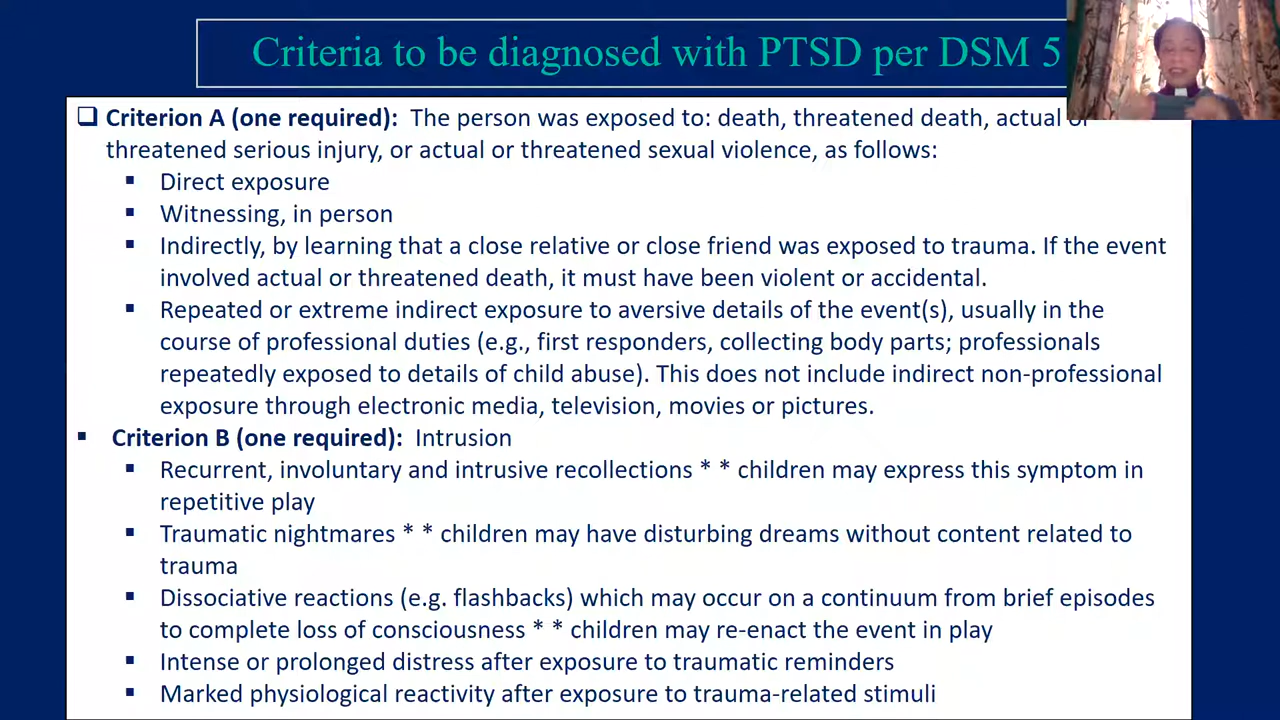 Criteria to be diagnosed with PTSD per DSM 5
❑ Criterion A (one required): The person was exposed to: death, threatened death, actual or
threatened serious injury, or actual or threatened sexual violence, as follows:
▪ Direct exposure
▪ Witnessing, in person
▪ Indirectly, by learning that a close relative or close friend was exposed to trauma. If the event
involved actual or threatened death, it must have been violent or accidental.
▪ Repeated or extreme indirect exposure to aversive details of the event(s), usually in the
course of professional duties (e.g., first responders, collecting body parts; professionals
repeatedly exposed to details of child abuse). This does not include indirect non-professional
exposure through electronic media, television, movies or pictures.
▪ Criterion B (one required): Intrusion
▪ Recurrent, involuntary and intrusive recollections * * children may express this symptom in
repetitive play
▪ Traumatic nightmares * * children may have disturbing dreams without content related to
trauma
▪ Dissociative reactions (e.g. flashbacks) which may occur on a continuum from brief episodes
to complete loss of consciousness * * children may re-enact the event in play
▪ Intense or prolonged distress after exposure to traumatic reminders
▪ Marked physiological reactivity after exposure to trauma-related stimuli